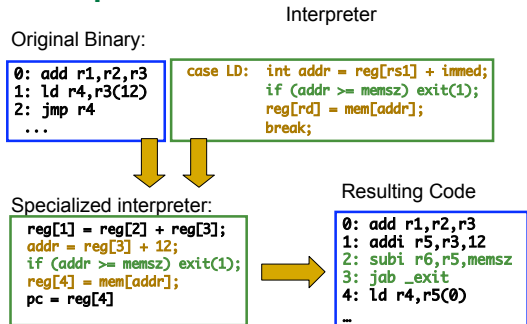 Interpreter
Original Binary:
0: add r1,r2,r3
1: ld r4,r3(12)
2: jmp r4
...
case LD: int addr = reg[rs1] + immed;
if (addr >= memsz) exit(1);
reg[rd] = mem[addr];
break;
Specialized interpreter:
reg[1] = reg[2] + reg[3];
addr = reg[3] + 12;
if (addr >= memsz) exit(1);
reg[4] = mem[addr];
pc = reg[4]
Resulting Code
0: add r1,r2,r3
1: addi r5,r3,12
2: subi r6,r5,memsz
3: jab _exit
4: ld r4,r5(0)
…